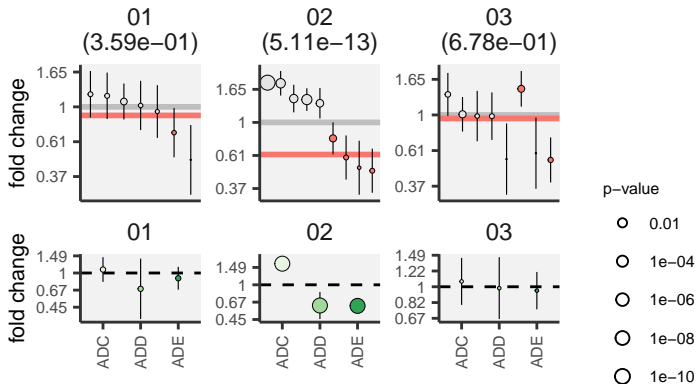 01
(3.59e−01)
02
(5.11e−13)
03
(6.78e−01)
fold change
1.65
1
0.61
0.37
1.65
1
0.61
0.37
1.65
1
0.61
0.37
01
02
03
fold change
1.49
1
0.67
0.45
1.49
1
0.67
0.45
1.49
1.22
1
0.82
0.67
ADC
ADD
ADE
ADC
ADD
ADE
ADC
ADD
ADE
p−value
0.01
1e−04
1e−06
1e−08
1e−10